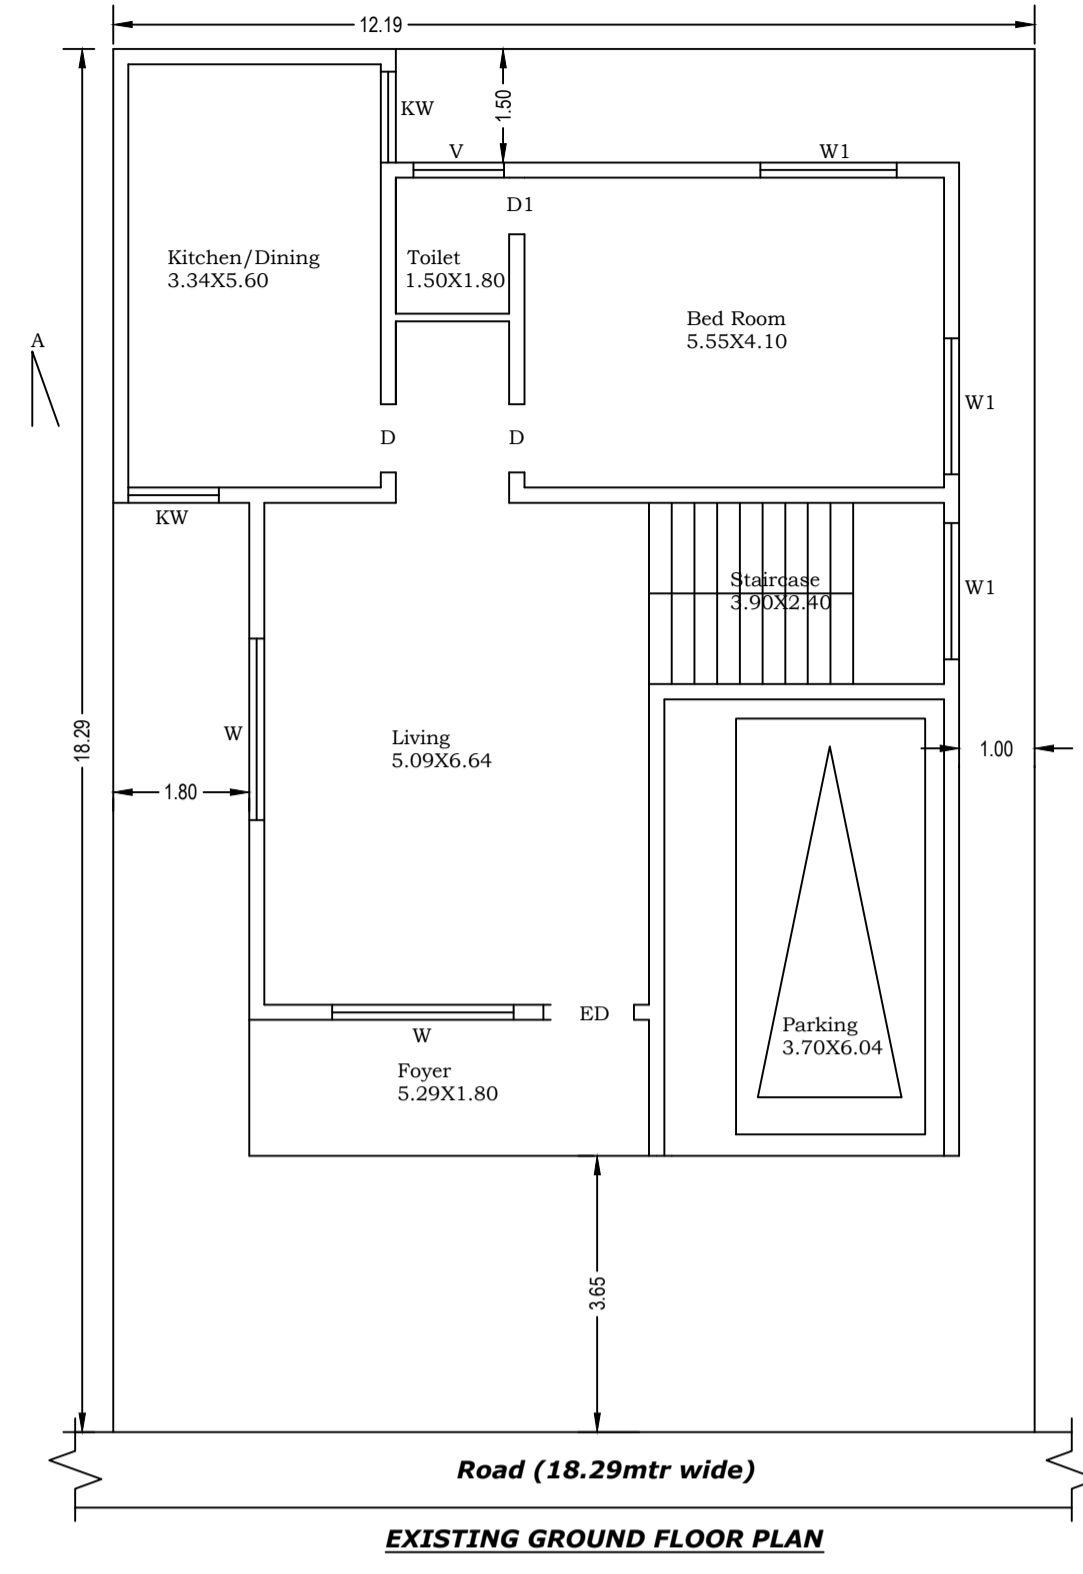 12.19
KW
1.50
V
W1
D1
Kitchen/Dining
3.34X5.60
Toilet
1.50X1.80
Bed Room
5.55X4.10
A
W1
D
D
KW
Staircase
3.90X2.40
W1
18.29
W
Living
5.09X6.64
1.00
1.80
ED
W
Parking
3.70X6.04
Foyer
5.29X1.80
3.65
Road (18.29mtr wide)
EXISTING GROUND FLOOR PLAN